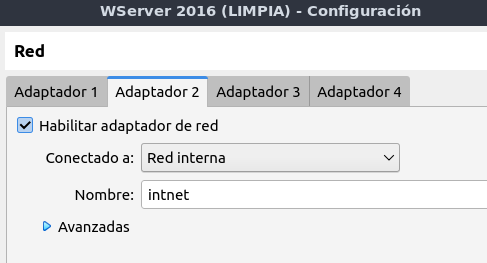 WServer 2016 (LIMPIA) - Configuración
Red
Adaptador 1 Adaptador 2 Adaptador 3 Adaptador 4
Habilitar adaptador de red
Conectado a: Red interna
Nombre: intnet
Avanzadas